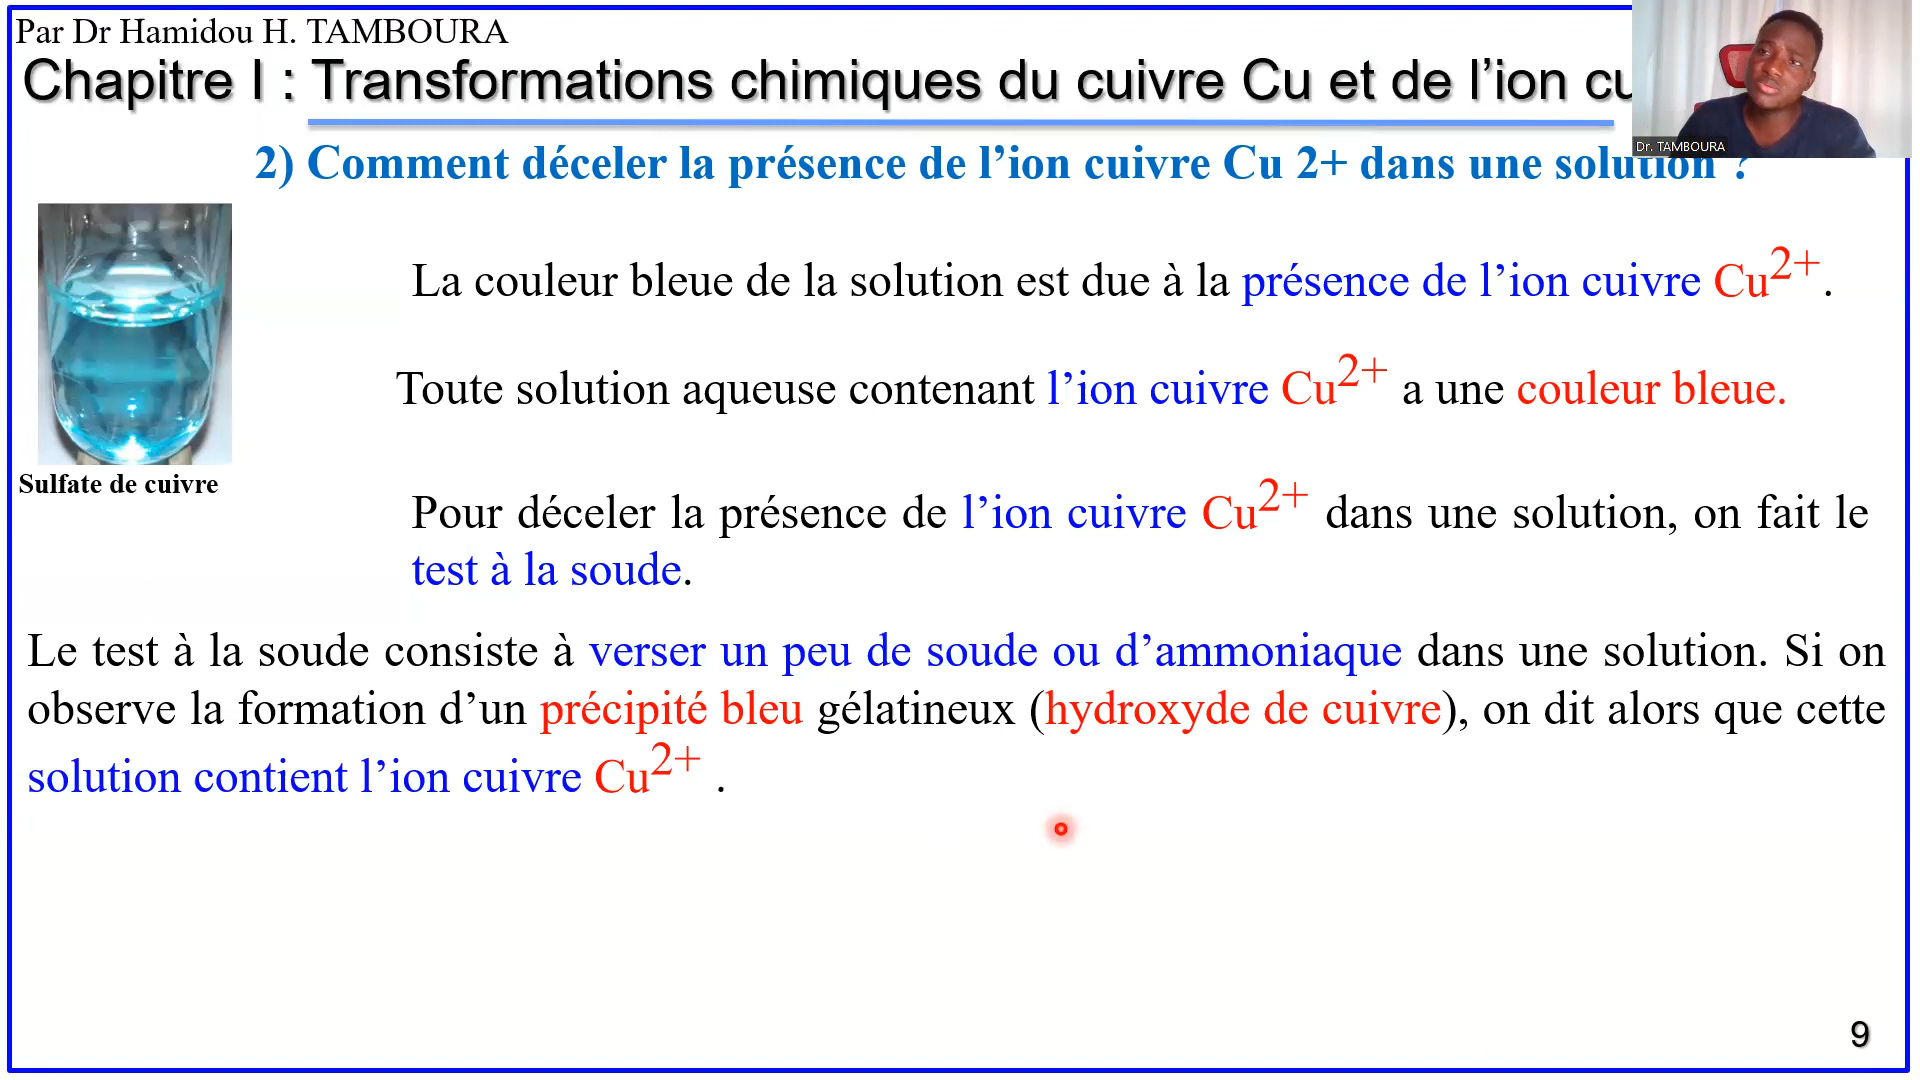 Par Dr Hamidou H. TAMBOURA
Chapitre I : Transformations chimiques du cuivre Cu et de l’ion cu
Dr. TAMBOURA
2) Comment déceler la présence de l’ion cuivre Cu 2+ dans une solution ?
La couleur bleue de la solution est due à la présence de l’ion cuivre Cu2+.
Toute solution aqueuse contenant l’ion cuivre Cu2+ a une couleur bleue.
Sulfate de cuivre
Pour déceler la présence de l’ion cuivre Cu2+ dans une solution, on fait le
test à la soude.
Le test à la soude consiste à verser un peu de soude ou d’ammoniaque dans une solution. Si on
observe la formation d’un précipité bleu gélatineux (hydroxyde de cuivre), on dit alors que cette
solution contient l’ion cuivre Cu2+ .
9